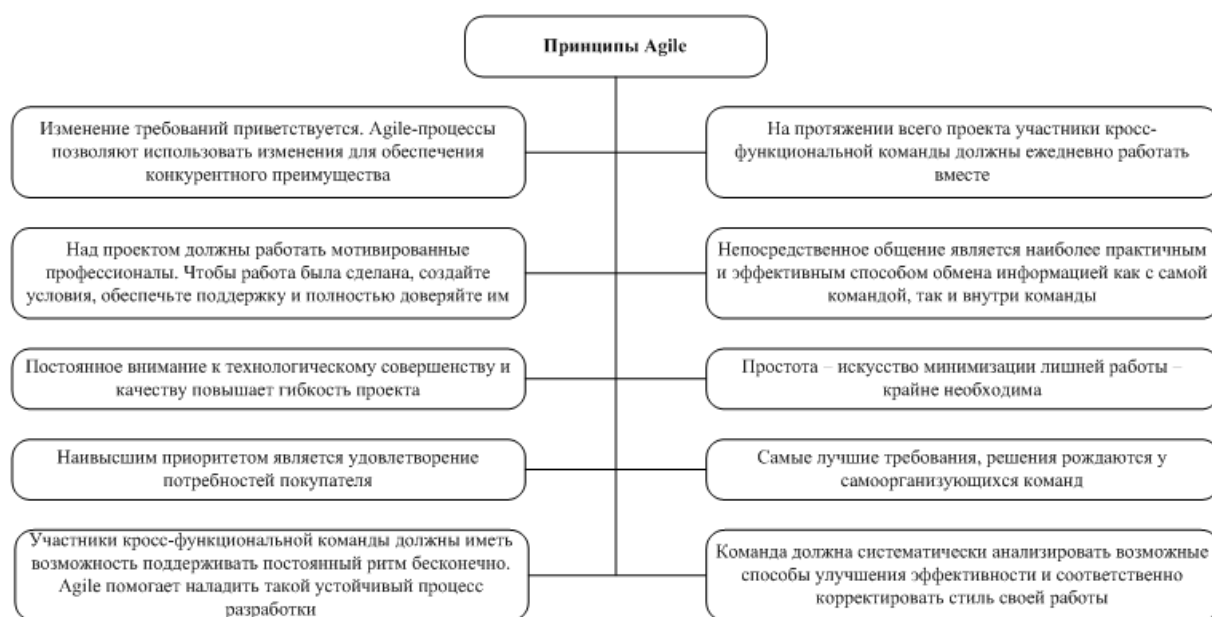 Принципы Agile
Изменение требований приветствуется. Agile-процессы
позволяют использовать изменения для обеспечения
конкурентного преимущества
На протяжении всего проекта участники кросс-
функциональной команды должны ежедневно работать
вместе
Над проектом должны работать мотивированные
профессионалы. Чтобы работа была сделана, создайте
условия, обеспечьте поддержку и полностью доверяйте им
Непосредственное общение является наиболее практичным
и эффективным способом обмена информацией как с самой
командой, так и внутри команды
Постоянное внимание к технологическому совершенству и
качеству повышает гибкость проекта
Простота – искусство минимизации лишней работы –
крайне необходима
Наивысшим приоритетом является удовлетворение
потребностей покупателя
Самые лучшие требования, решения рождаются у
самоорганизующихся команд
Участники кросс-функциональной команды должны иметь
возможность поддерживать постоянный ритм бесконечно.
Agile помогает наладить такой устойчивый процесс
разработки
Команда должна систематически анализировать возможные
способы улучшения эффективности и соответственно
корректировать стиль своей работы